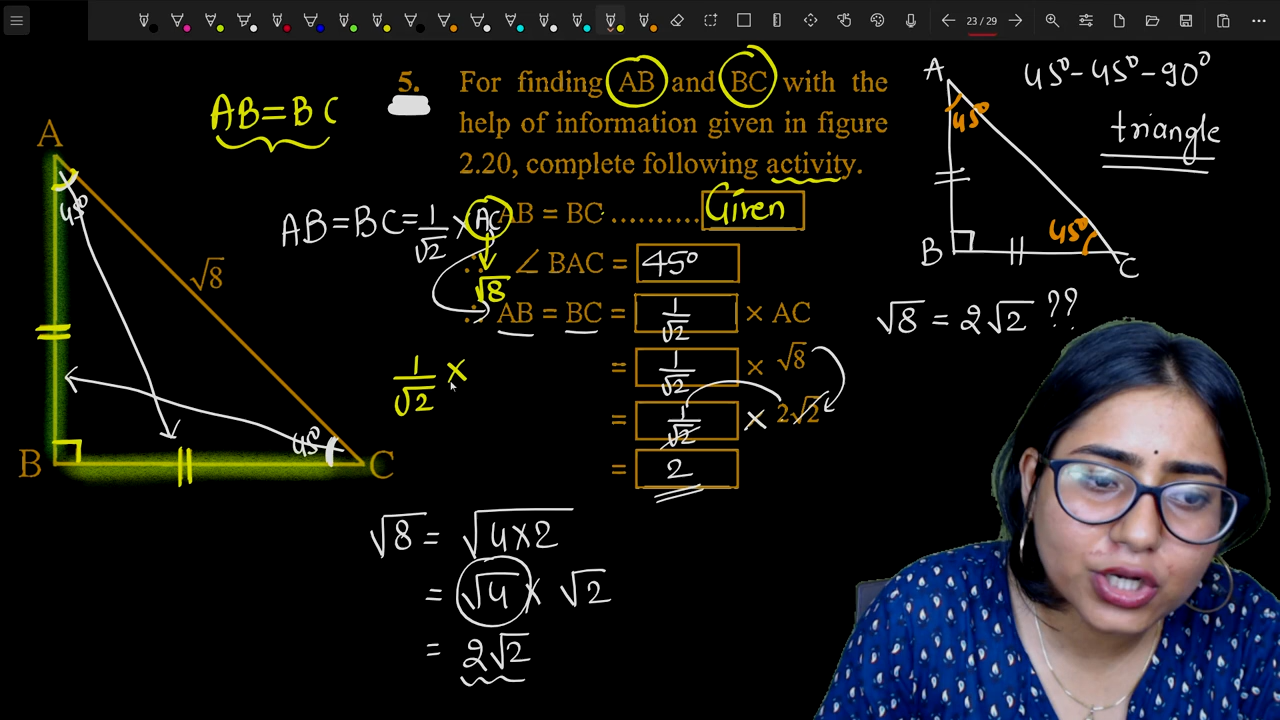 23 / 29
AB = BC
5. For finding AB and BC with the
help of information given in figure
2.20, complete following activity.
AB = BC .......... Given
∠ BAC = 45°
∴ AB = BC = 1/√2 × AC
= 1/√2 × √8
= 1/√2 × 2√2
= 2
A
45°
√8
B
45°
C
AB = BC = 1/√2 × AC
√8
1/√2 ×
√8 = √4×2
= √4 × √2
= 2√2
45° - 45° - 90°
triangle
A
45°
45°
B
C
√8 = 2√2 ??